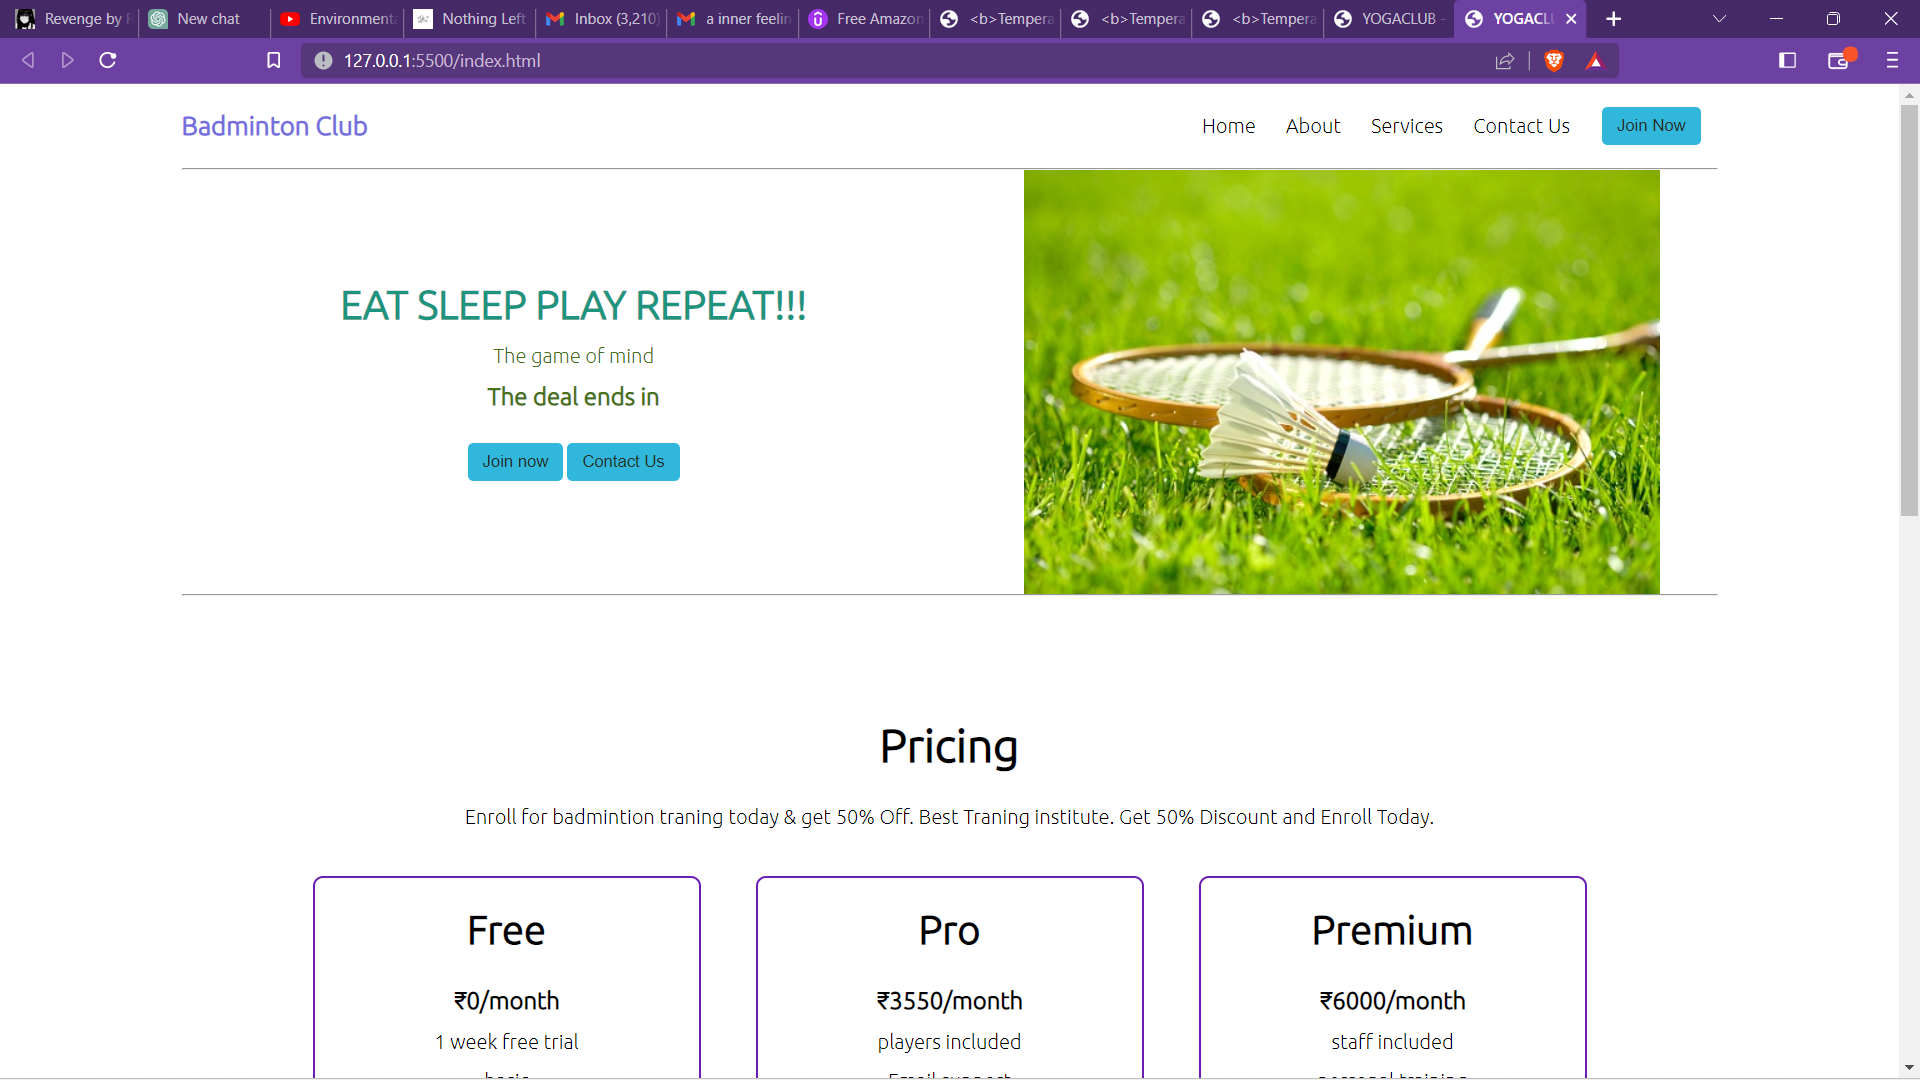 Revenge by
New chat
Environment
Nothing Left
Inbox (3,210)
a inner feelin
Free Amazon
<b>Tempera
<b>Tempera
<b>Tempera
YOGACLUB -
YOGACLU
127.0.0.1:5500/index.html
Badminton Club
Home About Services Contact Us Join Now
EAT SLEEP PLAY REPEAT!!!
The game of mind
The deal ends in
Join now Contact Us
Pricing
Enroll for badmintion traning today & get 50% Off. Best Traning institute. Get 50% Discount and Enroll Today.
Free
₹0/month
1 week free trial
Pro
₹3550/month
players included
Premium
₹6000/month
staff included